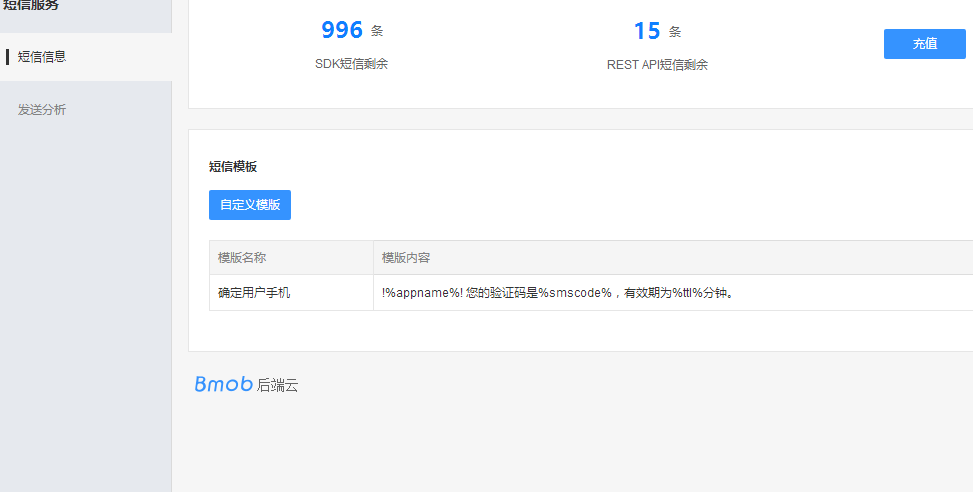 短信服务
996 条
15 条
充值
短信信息
SDK短信剩余
REST API短信剩余
发送分析
短信模板
自定义模版
模版名称
模版内容
确定用户手机
!%appname%! 您的验证码是%smscode%，有效期为%ttl%分钟。
Bmob 后端云